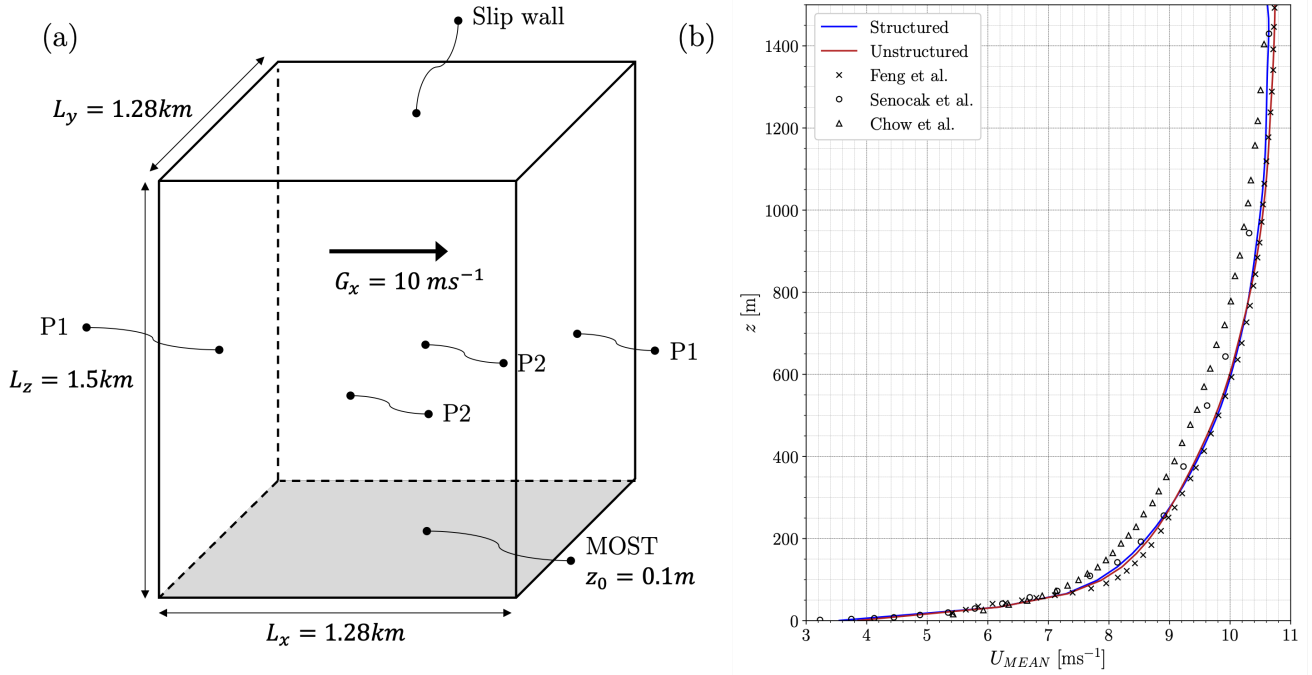 (a)
Slip wall
L_y = 1.28km
G_x = 10 ms⁻¹
P1
P1
L_z = 1.5km
P2
P2
MOST
z_0 = 0.1m
L_x = 1.28km
(b)
Structured
Unstructured
Feng et al.
Senocak et al.
Chow et al.
1400
1200
1000
800
600
400
200
0
z [m]
3 4 5 6 7 8 9 10 11
U_MEAN [ms⁻¹]